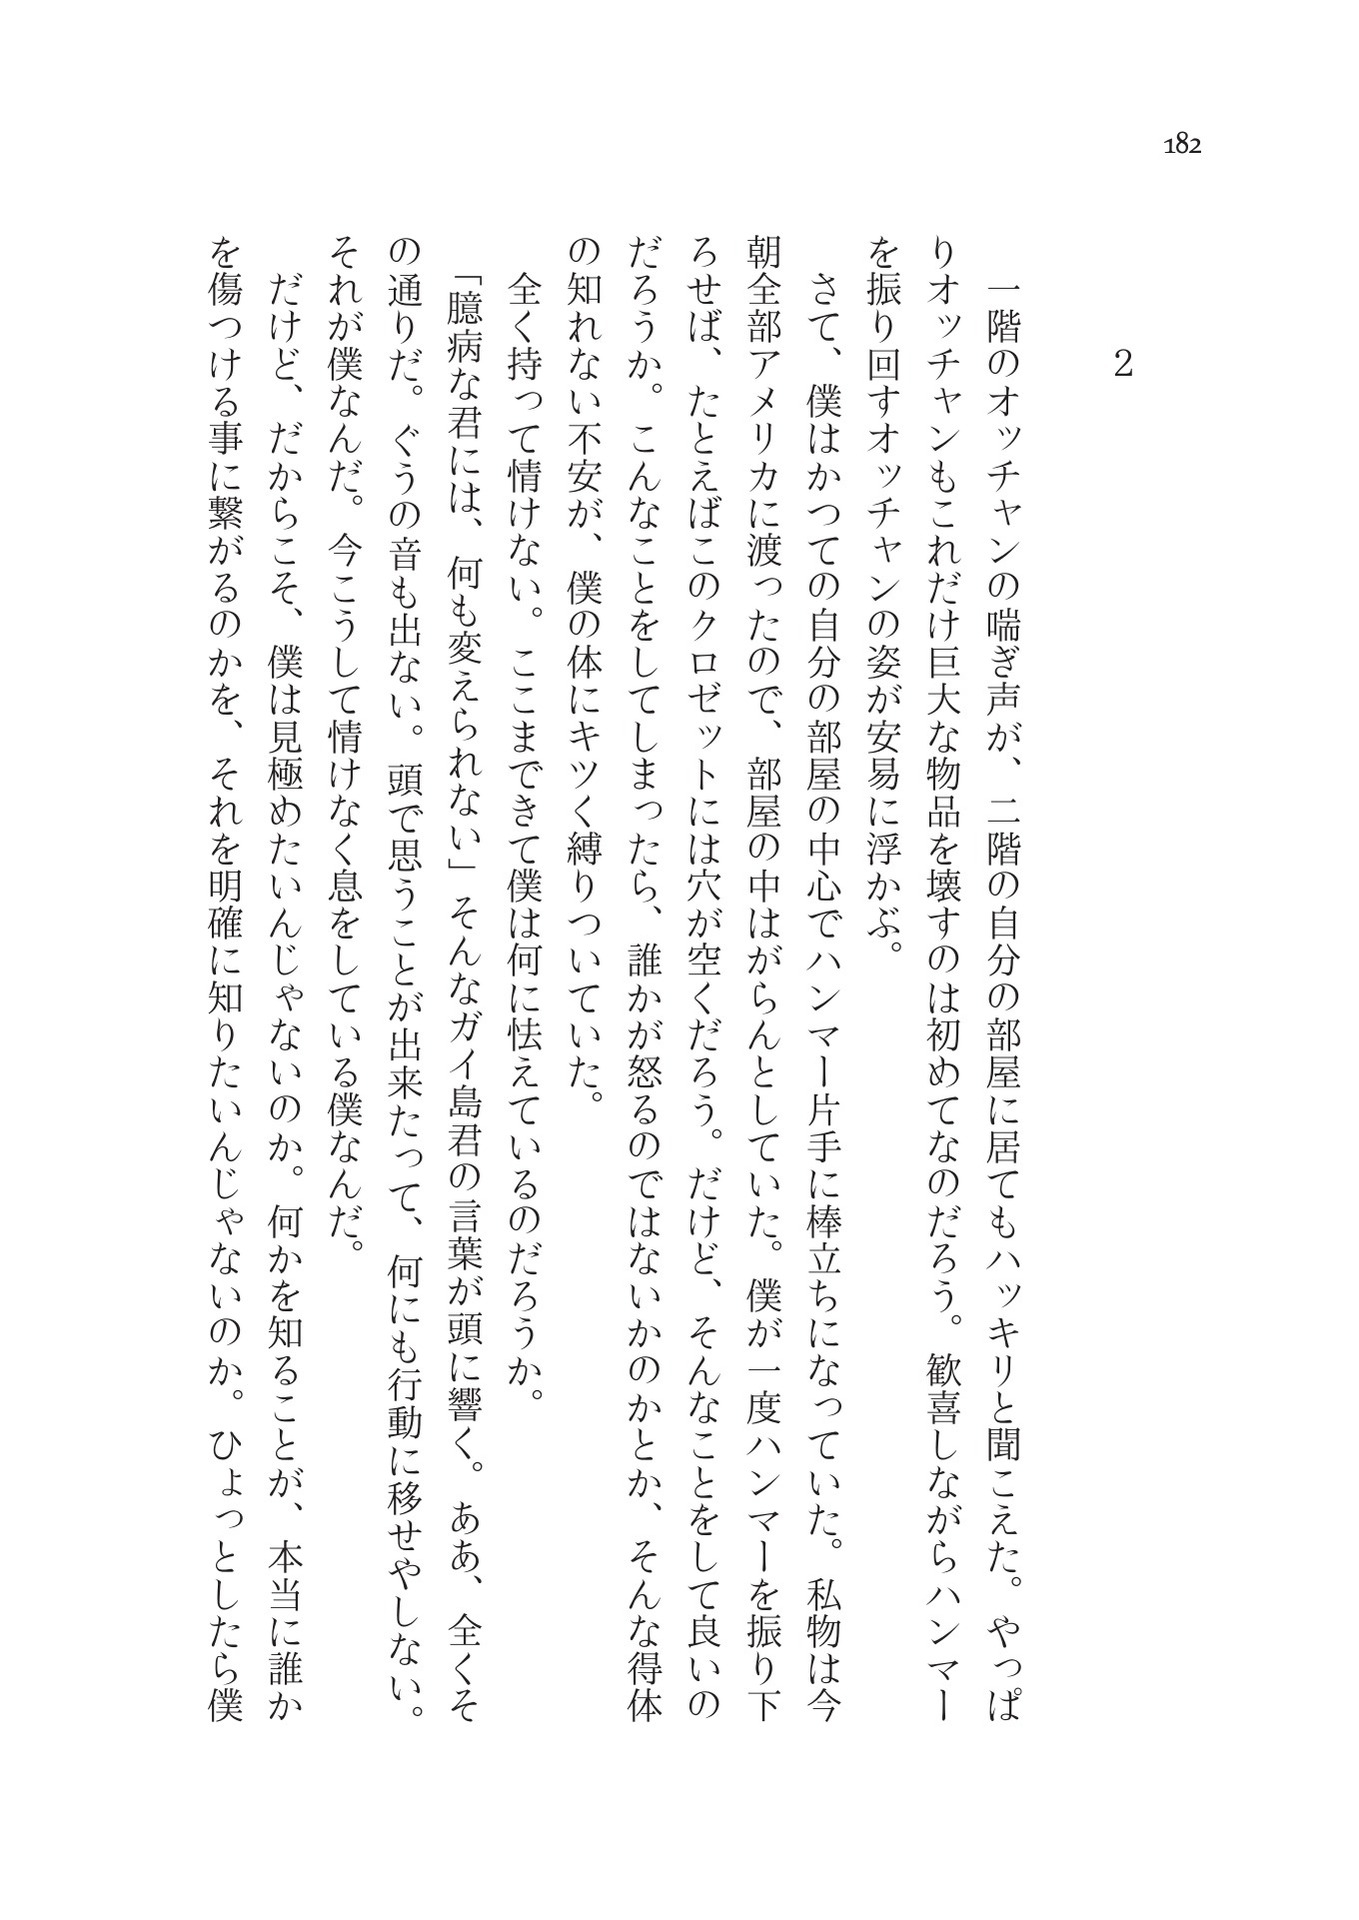 182
2
一階のオッチャンの喘ぎ声が、二階の自分の部屋に居てもハッキリと聞こえた。やっぱ
りオッチャンもこれだけ巨大な物品を壊すのは初めてなのだろう。歓喜しながらハンマー
を振り回すオッチャンの姿が安易に浮かぶ。
さて、僕はかつての自分の部屋の中心でハンマー片手に棒立ちになっていた。私物は今
朝全部アメリカに渡ったので、部屋の中はがらんとしていた。僕が一度ハンマーを振り下
ろせば、たとえばこのクロゼットには穴が空くだろう。だけど、そんなことをして良いの
だろうか。こんなことをしてしまったら、誰かが怒るのではないかのかとか、そんな得体
の知れない不安が、僕の体にキツく縛りついていた。
全く持って情けない。ここまできて僕は何に怯えているのだろうか。
「臆病な君には、何も変えられない」そんなガイ島君の言葉が頭に響く。ああ、全くそ
の通りだ。ぐうの音も出ない。頭で思うことが出来たって、何にも行動に移せやしない。
それが僕なんだ。今こうして情けなく息をしている僕なんだ。
だけど、だからこそ、僕は見極めたいんじゃないのか。何かを知ることが、本当に誰か
を傷つける事に繋がるのかを、それを明確に知りたいんじゃないのか。ひょっとしたら僕